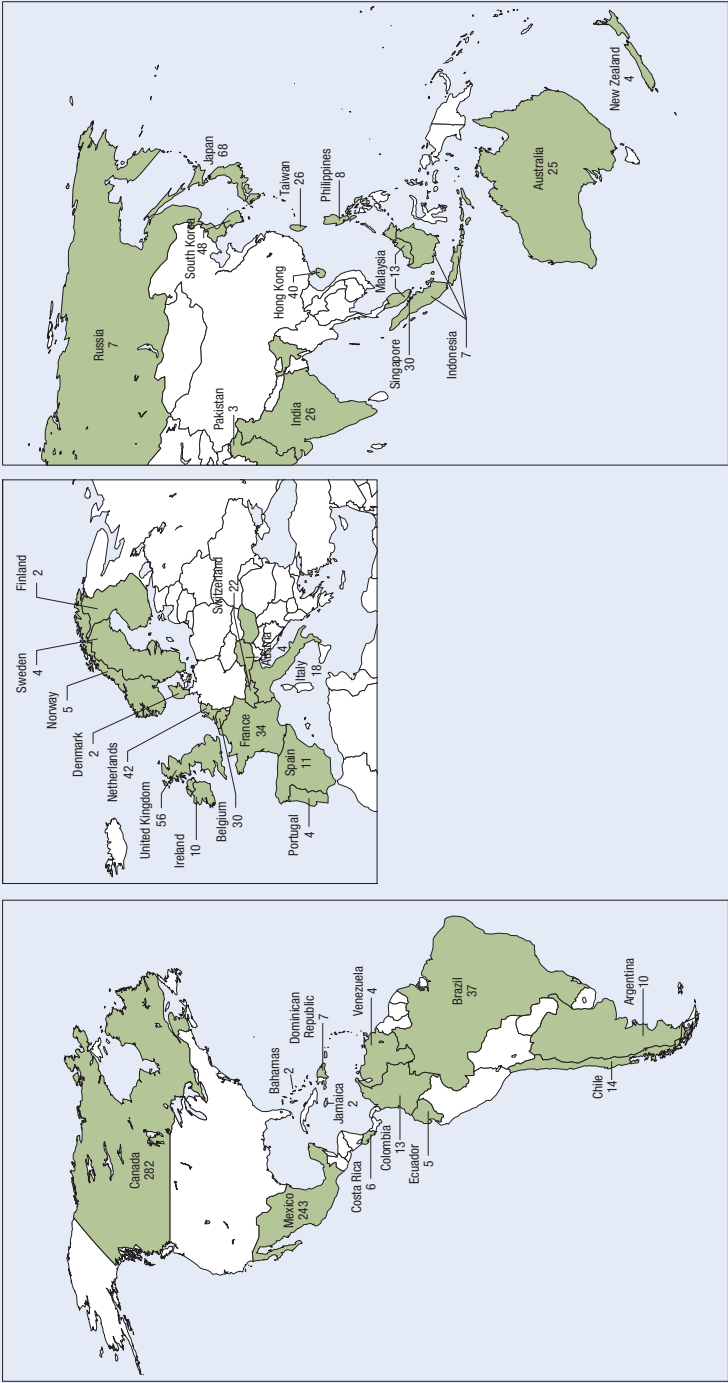 Canada
282
Mexico
243
Bahamas
2
Dominican
Republic
7
Jamaica
2
Costa Rica
6
Colombia
13
Ecuador
5
Venezuela
4
Brazil
37
Chile
14
Argentina
10
Sweden
4
Finland
2
Norway
5
Denmark
2
Netherlands
42
United Kingdom
56
Ireland
10
Belgium
30
France
34
Spain
11
Portugal
4
Switzerland
22
Austria
4
Italy
18
Russia
7
Japan
68
South Korea
48
Taiwan
26
Hong Kong
40
Philippines
8
Pakistan
3
India
26
Malaysia
13
Singapore
30
Indonesia
7
Australia
25
New Zealand
4